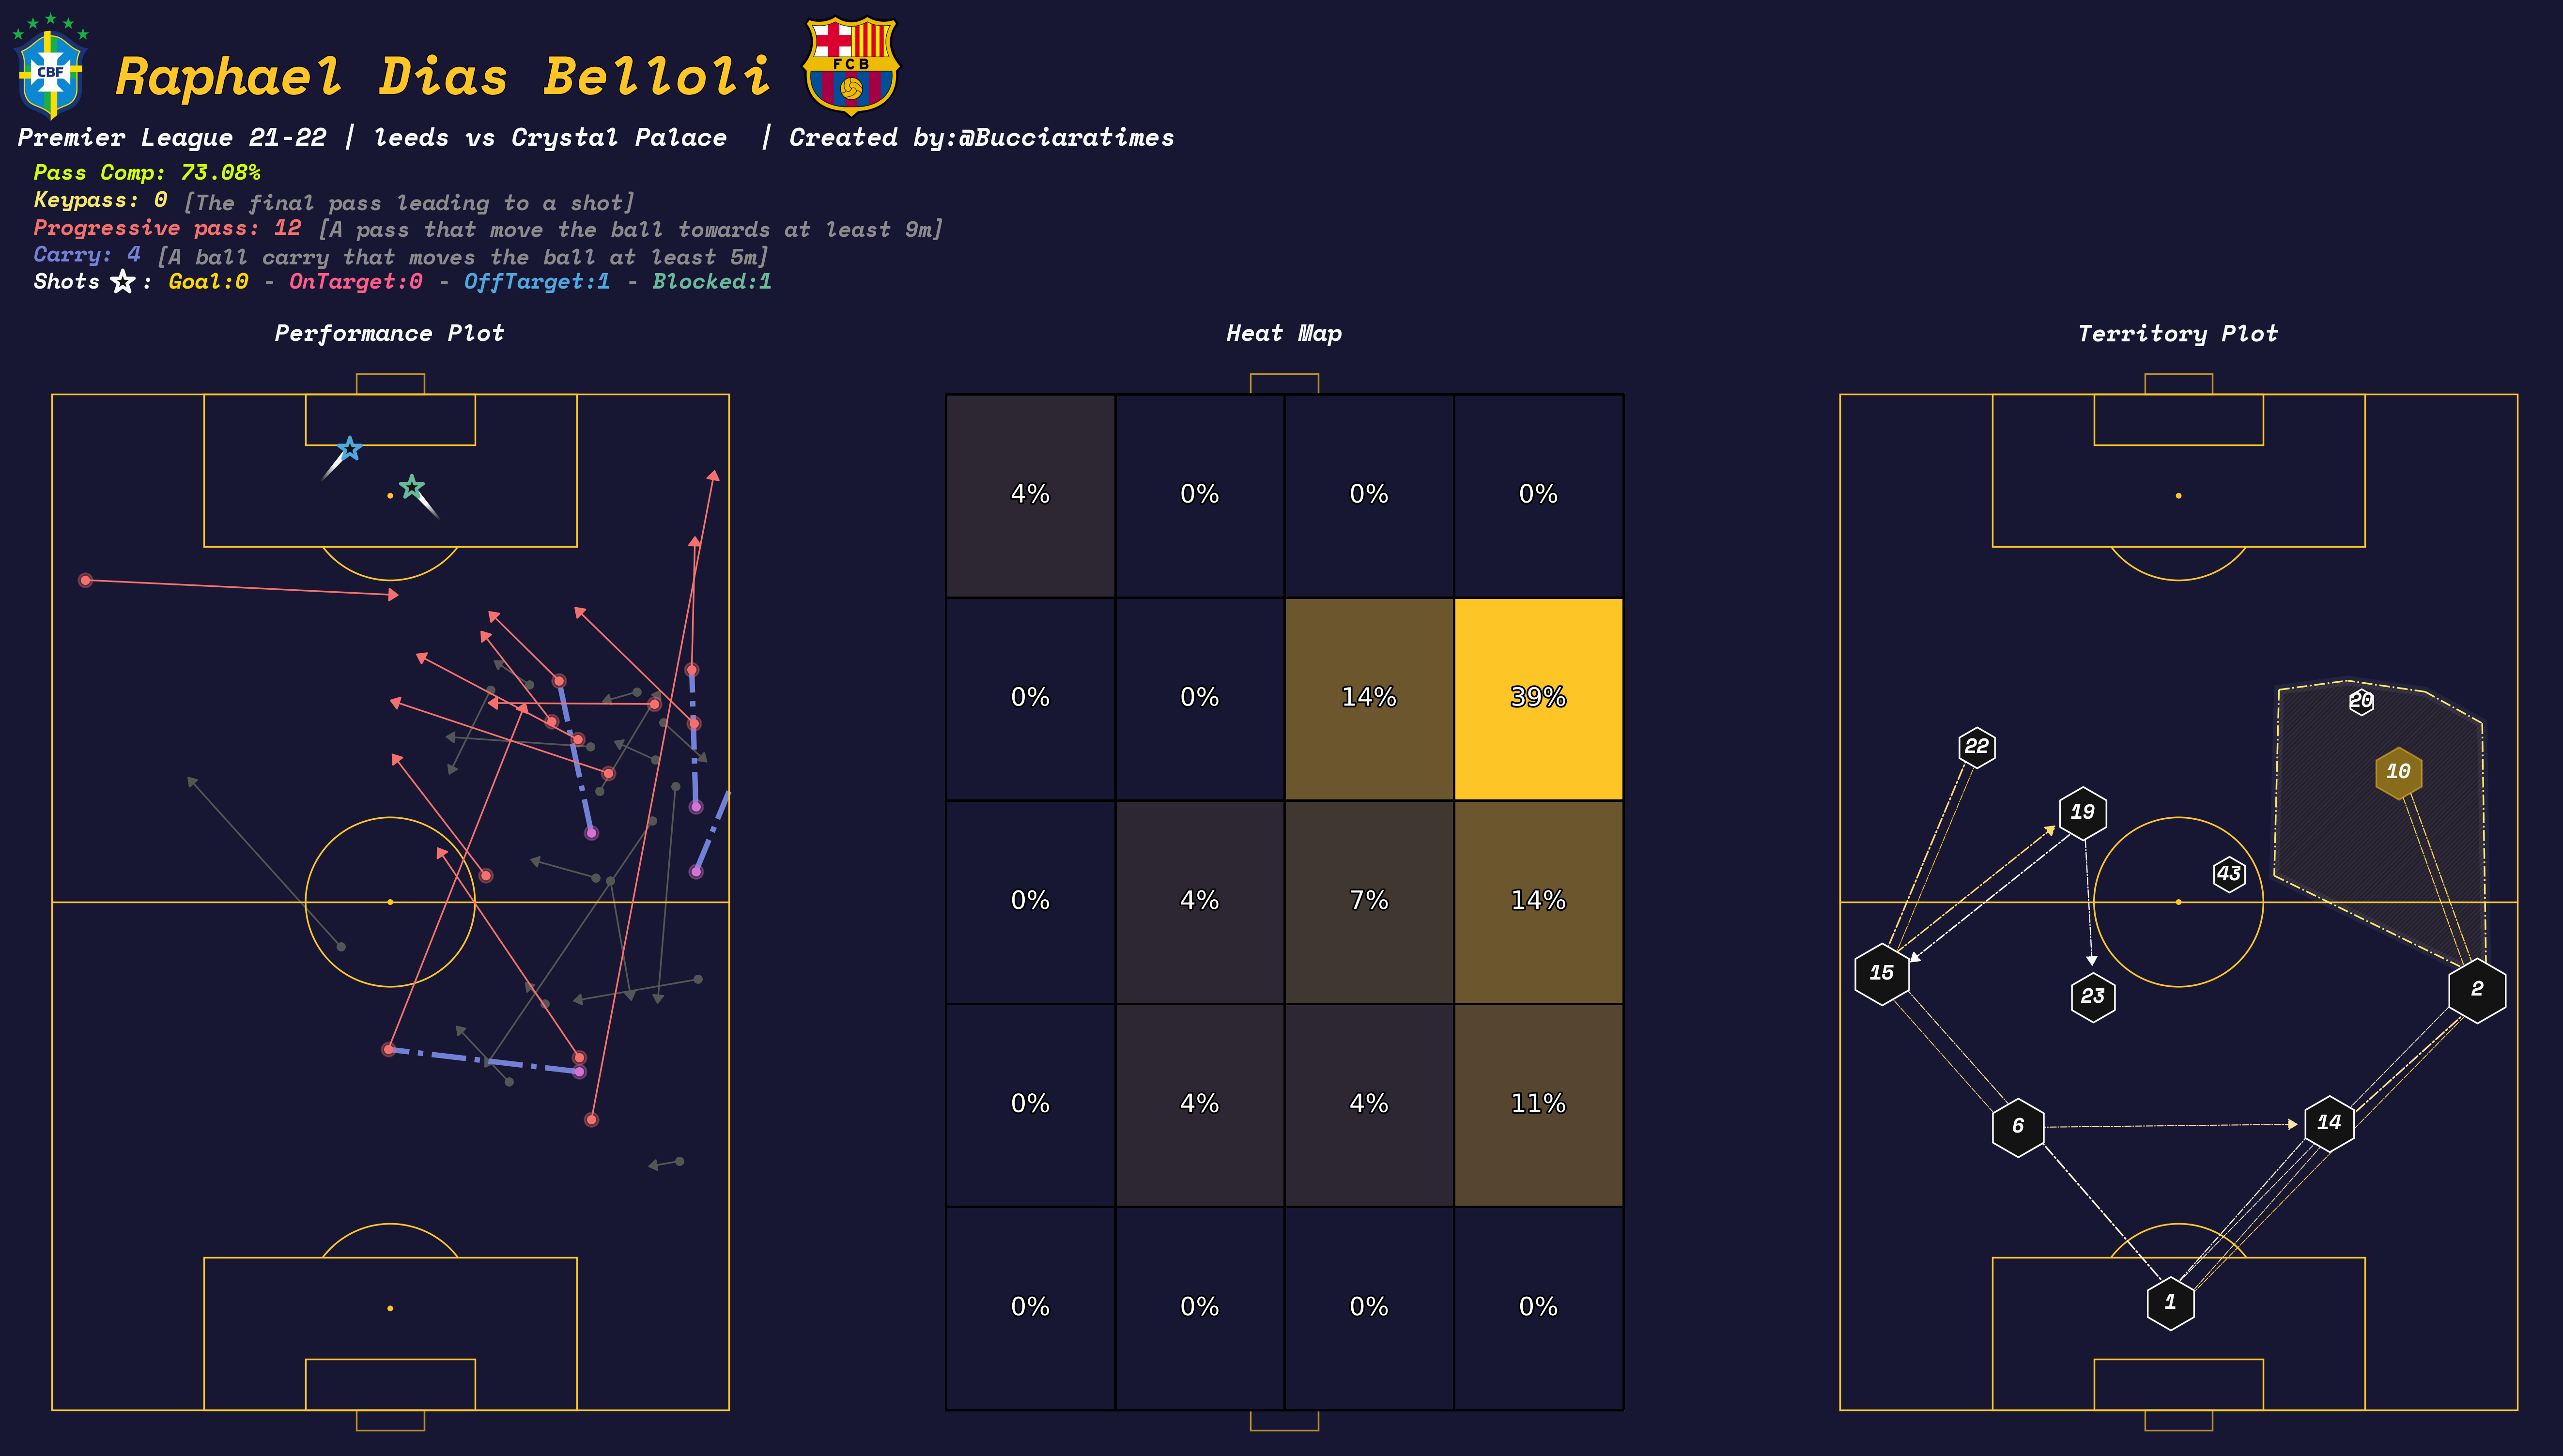 CBF
Raphael Dias Belloli
FCB
Premier League 21-22 | leeds vs Crystal Palace | Created by:@Bucciaratimes
Pass Comp: 73.08%
Keypass: 0 [The final pass leading to a shot]
Progressive pass: 12 [A pass that move the ball towards at least 9m]
Carry: 4 [A ball carry that moves the ball at least 5m]
Shots ☆: Goal:0 - OnTarget:0 - OffTarget:1 - Blocked:1
Performance Plot
Heat Map
4% 0% 0% 0%
0% 0% 14% 39%
0% 4% 7% 14%
0% 4% 4% 11%
0% 0% 0% 0%
Territory Plot
20
22
10
19
43
15
2
23
6
14
1